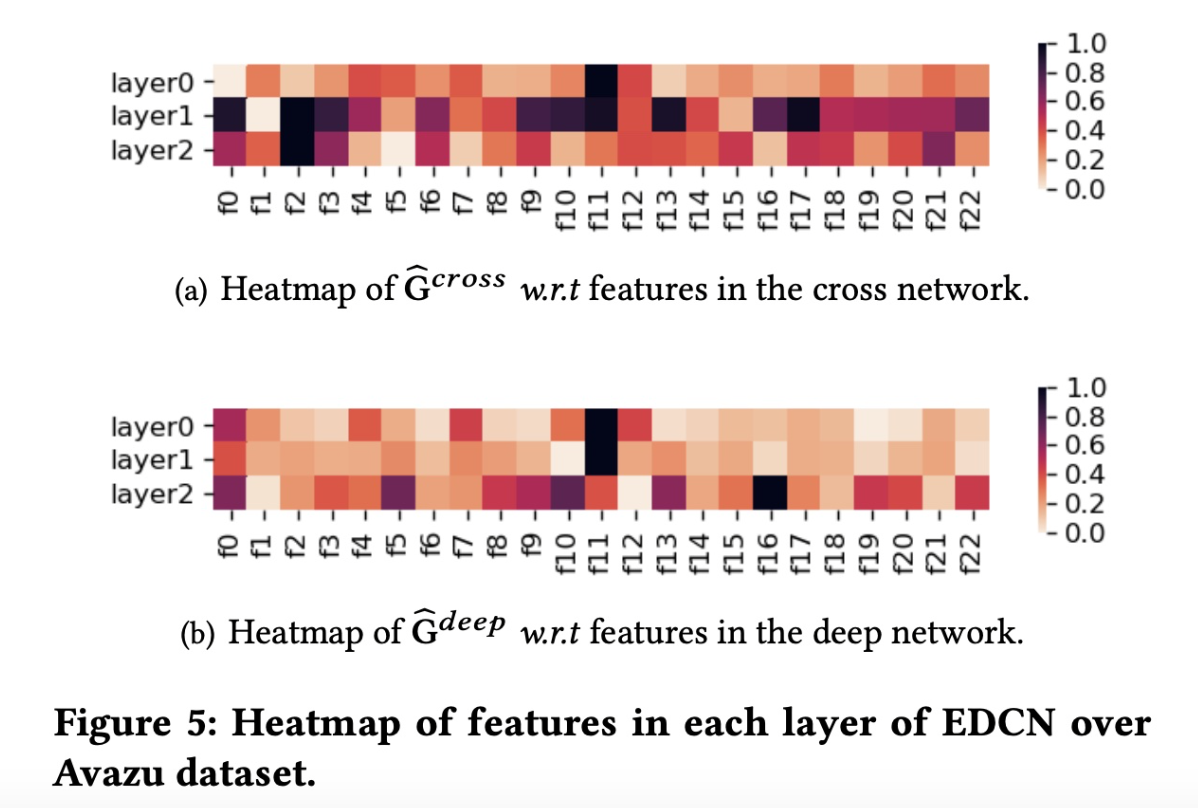 1.0
layer0
0.8
layer1
0.6
0.4
layer2
0.2
0.0
f0 f1 f2 f3 f4 f5 f6 f7 f8 f9 f10 f11 f12 f13 f14 f15 f16 f17 f18 f19 f20 f21 f22
(a) Heatmap of Ĝ^cross w.r.t features in the cross network.
1.0
layer0
0.8
layer1
0.6
0.4
layer2
0.2
0.0
f0 f1 f2 f3 f4 f5 f6 f7 f8 f9 f10 f11 f12 f13 f14 f15 f16 f17 f18 f19 f20 f21 f22
(b) Heatmap of Ĝ^deep w.r.t features in the deep network.
Figure 5: Heatmap of features in each layer of EDCN over
Avazu dataset.